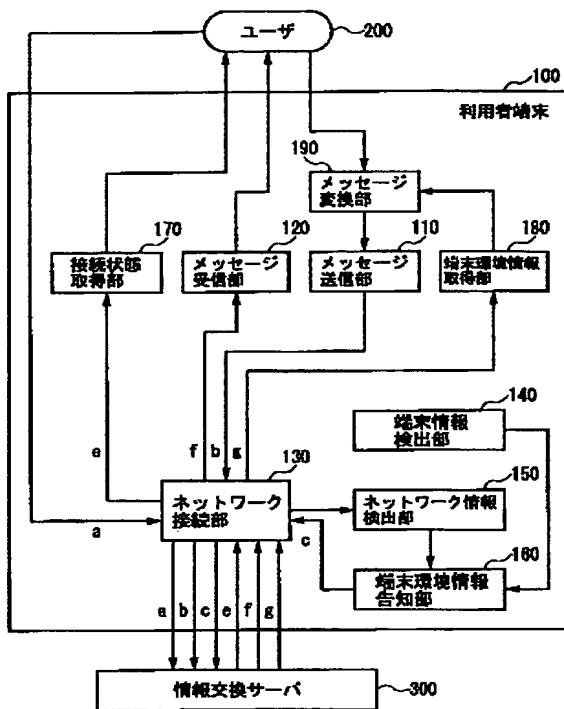 ユーザ
200
100
利用者端末
190
メッセージ
変換部
170
接続状態
取得部
120
メッセージ
受信部
110
メッセージ
送信部
180
端末環境情報
取得部
140
端末情報
検出部
e
f
b
g
130
ネットワーク
接続部
150
ネットワーク情報
検出部
a
c
160
端末環境情報
告知部
a
b
c
e
f
g
情報交換サーバ
300